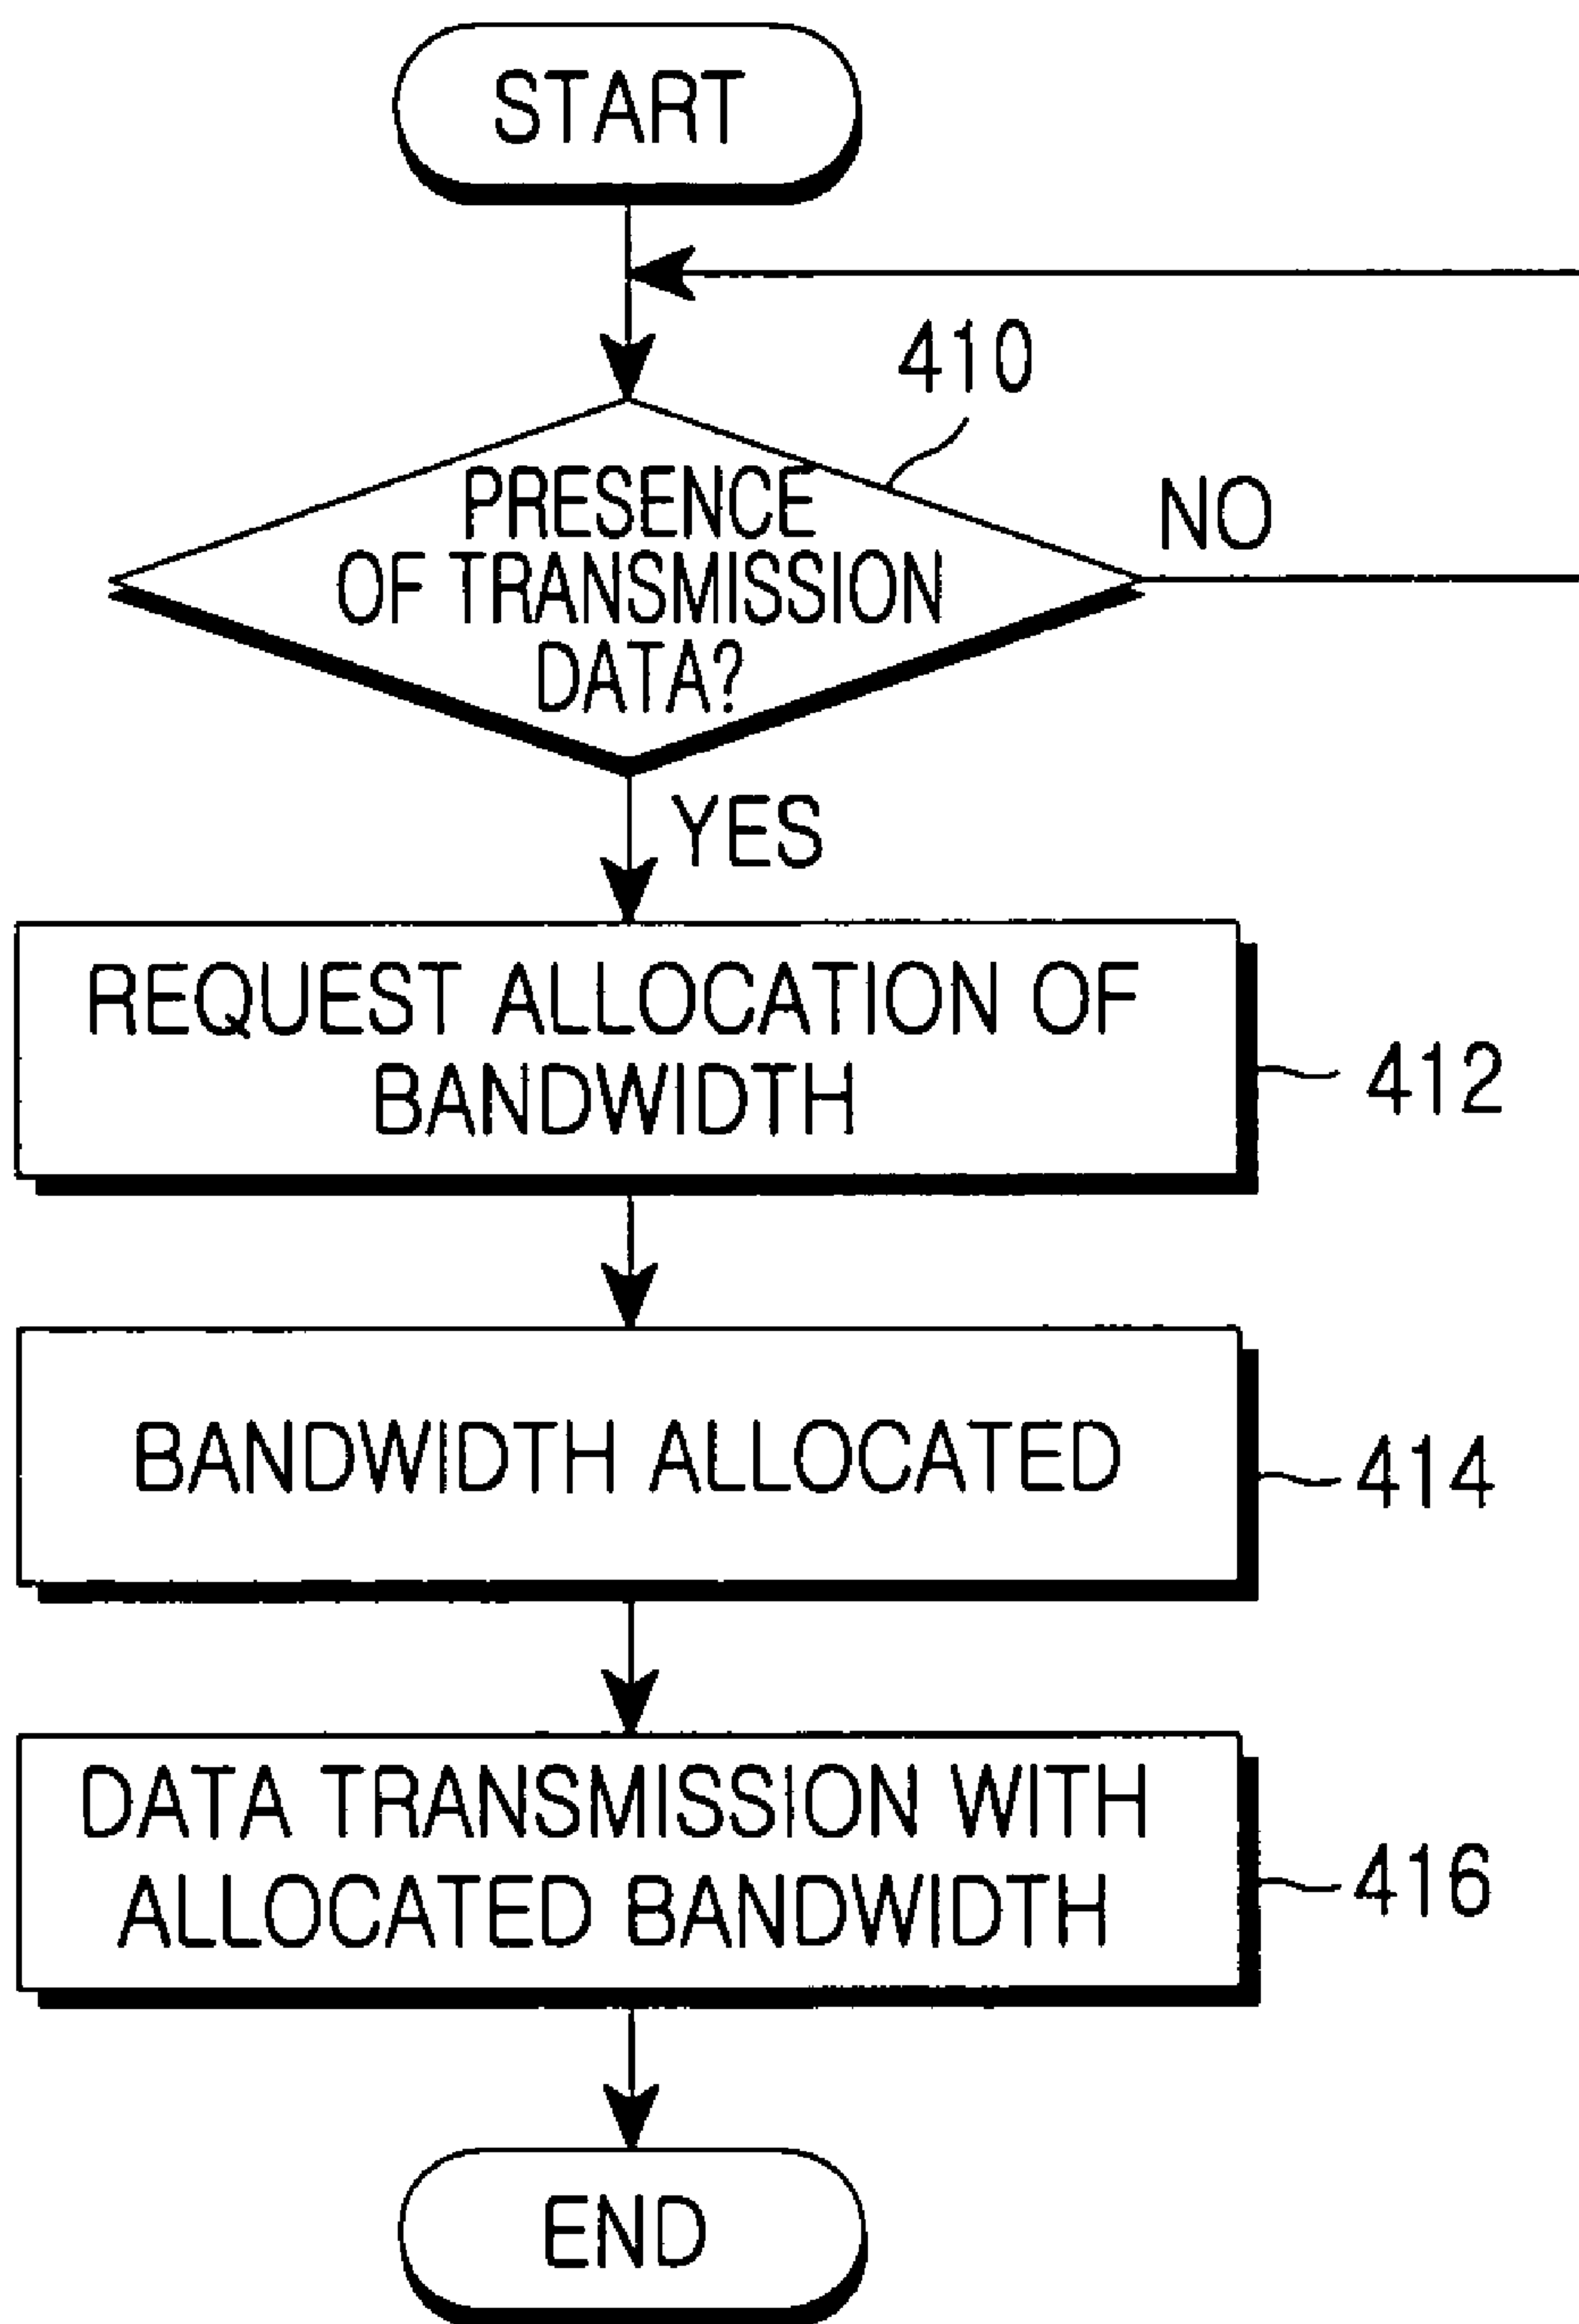 START
410
PRESENCE
OF TRANSMISSION
DATA?
NO
YES
REQUEST ALLOCATION OF
BANDWIDTH
412
BANDWIDTH ALLOCATED
414
DATA TRANSMISSION WITH
ALLOCATED BANDWIDTH
416
END